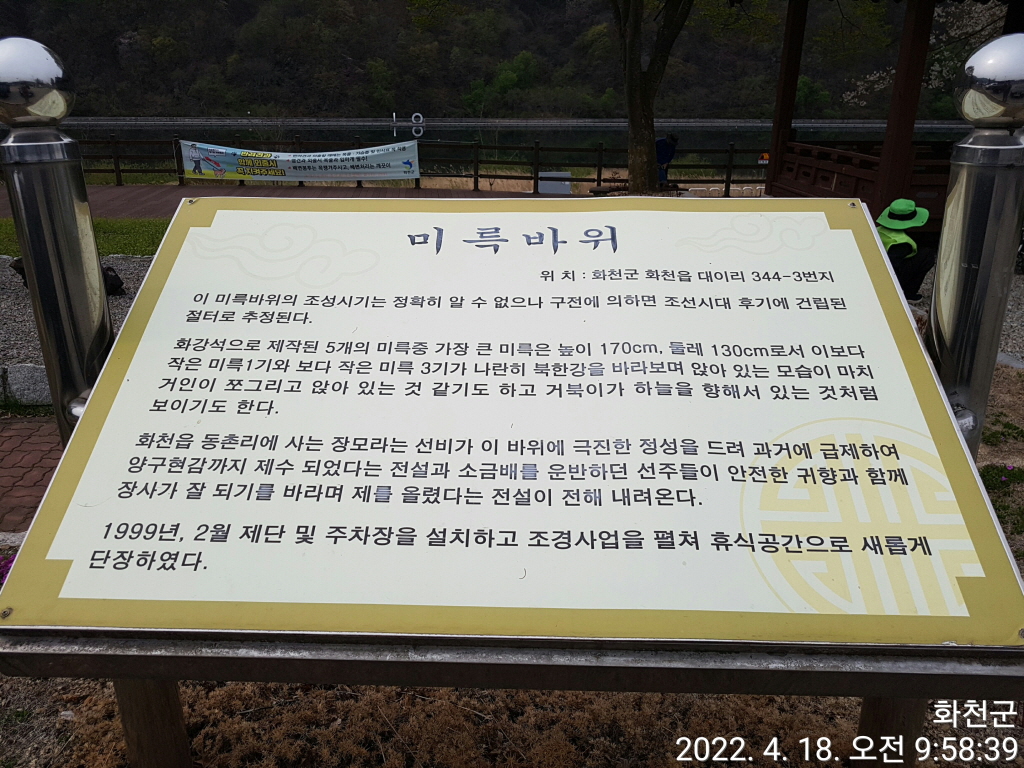 미륵바위
위 치 : 화천군 화천읍 대이리 344-3번지
이 미륵바위의 조성시기는 정확히 알 수 없으나 구전에 의하면 조선시대 후기에 건립된
절터로 추정된다.
화강석으로 제작된 5개의 미륵중 가장 큰 미륵은 높이 170cm, 둘레 130cm로서 이보다
작은 미륵1기와 보다 작은 미륵 3기가 나란히 북한강을 바라보며 앉아 있는 모습이 마치
거인이 쪼그리고 앉아 있는 것 같기도 하고 거북이가 하늘을 향해서 있는 것처럼
보이기도 한다.
화천읍 동촌리에 사는 장모라는 선비가 이 바위에 극진한 정성을 드려 과거에 급제하여
양구현감까지 제수 되었다는 전설과 소금배를 운반하던 선주들이 안전한 귀향과 함께
장사가 잘 되기를 바라며 제를 올렸다는 전설이 전해 내려온다.
1999년, 2월 제단 및 주차장을 설치하고 조경사업을 펼쳐 휴식공간으로 새롭게
단장하였다.
화천군
2022. 4. 18. 오전 9:58:39